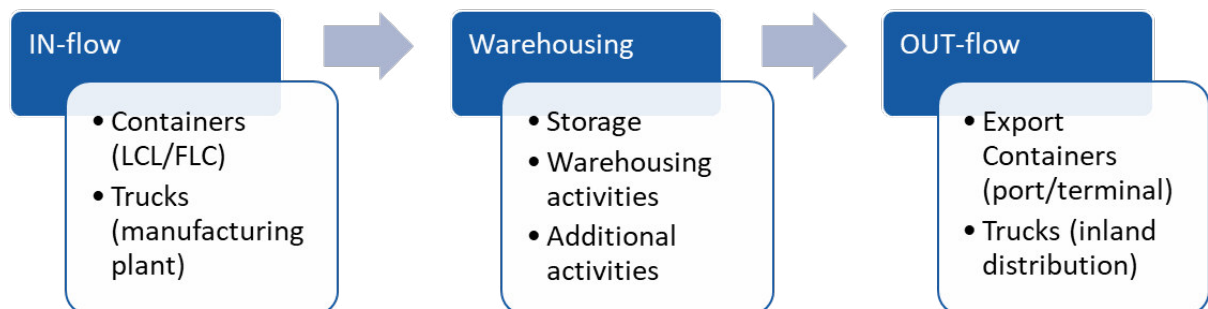 IN-flow
• Containers
(LCL/FLC)
• Trucks
(manufacturing
plant)
Warehousing
• Storage
• Warehousing
activities
• Additional
activities
OUT-flow
• Export
Containers
(port/terminal)
• Trucks (inland
distribution)